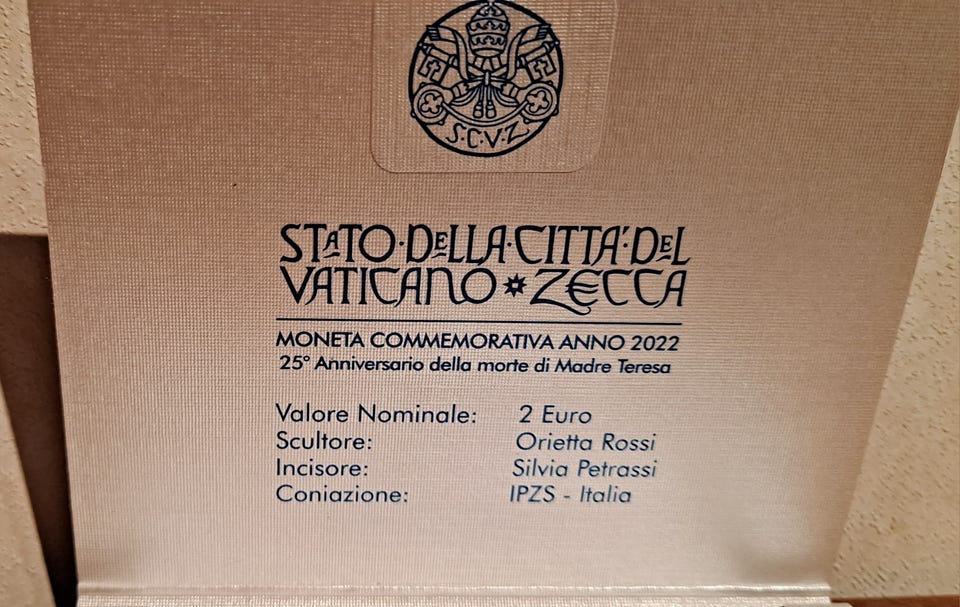 S·C·V·Z
STATO·DELLA·CITTÀ·DEL
VATICANO ZECCA
MONETA COMMEMORATIVA ANNO 2022
25° Anniversario della morte di Madre Teresa
Valore Nominale: 2 Euro
Scultore: Orietta Rossi
Incisore: Silvia Petrassi
Coniazione: IPZS - Italia